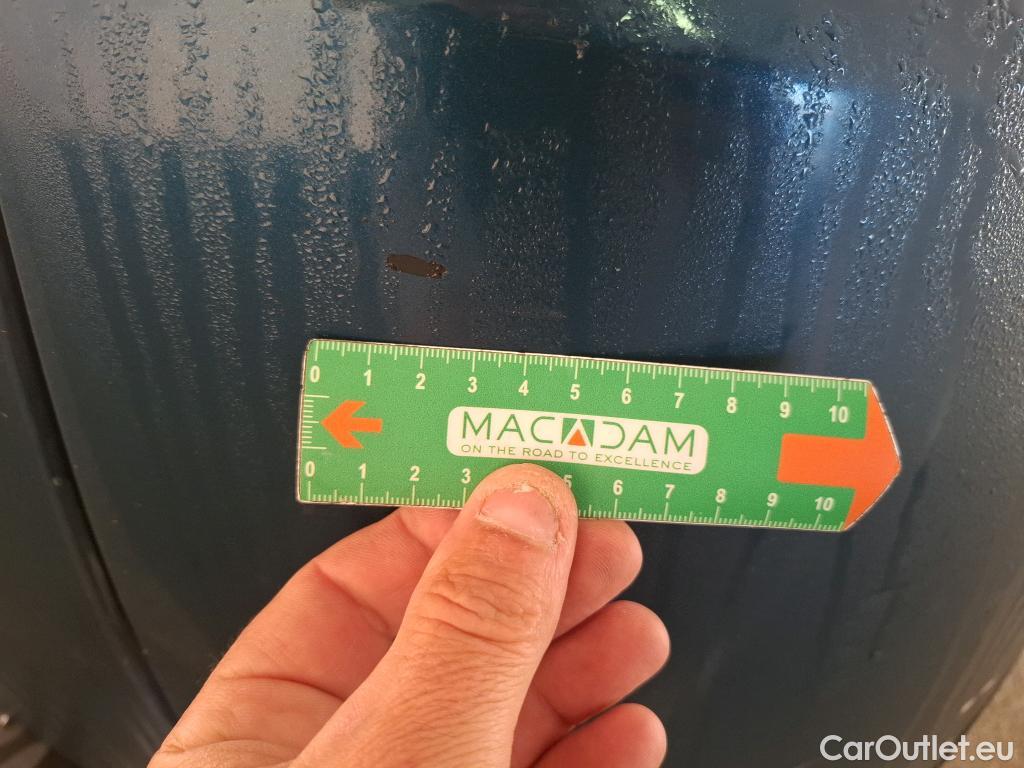 0 1 2 3 4 5 6 7 8 9 10
MACADAM
ON THE ROAD TO EXCELLENCE
0 1 2 3 5 6 7 8 9 10
CarOutlet.eu